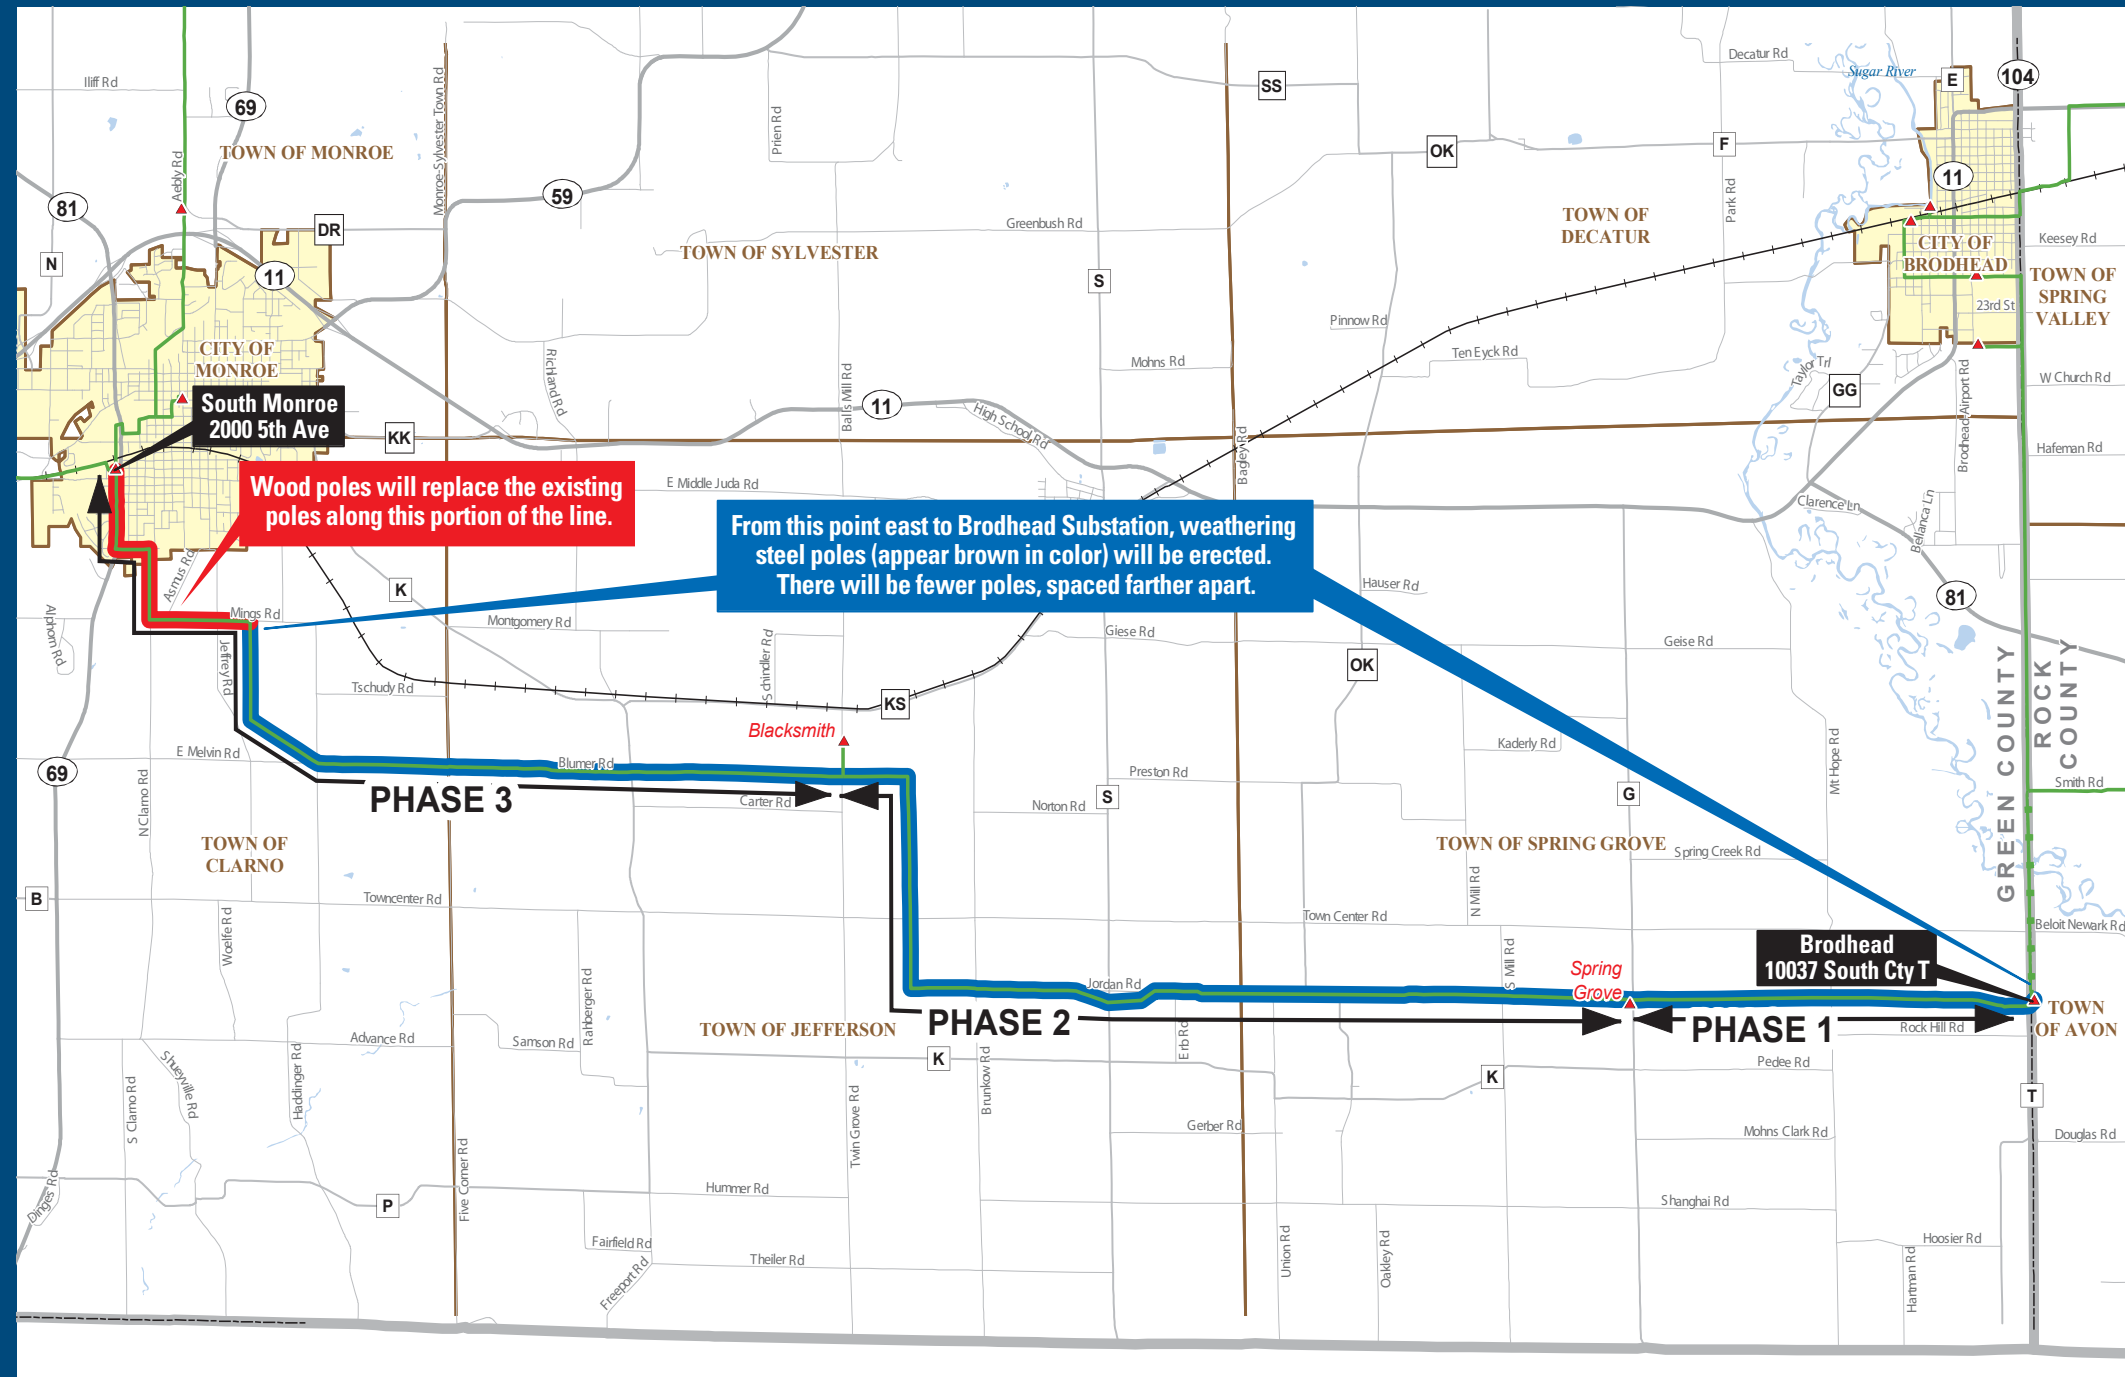 Iliff Rd
69
TOWN OF MONROE
Aebly Rd
Monroe-Sylvester Town Rd
81
N
DR
11
59
Prien Rd
SS
OK
Decatur Rd
Sugar River
E
104
F
Park Rd
11
Greenbush Rd
TOWN OF SYLVESTER
TOWN OF
DECATUR
CITY OF
BRODHEAD
Keesey Rd
TOWN OF
SPRING
VALLEY
23rd St
S
Pinnow Rd
Ten Eyck Rd
Mohns Rd
CITY OF
MONROE
Richland Rd
Balls Mill Rd
11
High School Rd
Bagley Rd
Taylor Trl
GG
Brodhead-Airport Rd
W Church Rd
Hafeman Rd
South Monroe
2000 5th Ave
KK
Wood poles will replace the existing
poles along this portion of the line.
E Middle Juda Rd
From this point east to Brodhead Substation, weathering
steel poles (appear brown in color) will be erected.
There will be fewer poles, spaced farther apart.
Clarence Ln
Bellanca Ln
81
Asmus Rd
K
Mings Rd
Montgomery Rd
Alphorn Rd
Jeffrey Rd
Tschudy Rd
Schindler Rd
KS
Giese Rd
Hauser Rd
OK
Geise Rd
GREEN COUNTY
ROCK
COUNTY
Blacksmith
E Melvin Rd
69
Blumer Rd
PHASE 3
Carter Rd
N Clarno Rd
Preston Rd
Norton Rd
S
Kaderly Rd
G
Mt Hope Rd
Smith Rd
TOWN OF
CLARNO
TOWN OF SPRING GROVE
Spring Creek Rd
N Mill Rd
B
Towncenter Rd
Town Center Rd
Woelfe Rd
Beloit Newark Rd
Brodhead
10037 South Cty T
Rahberger Rd
Jordan Rd
S Mill Rd
Spring
Grove
TOWN
OF AVON
TOWN OF JEFFERSON
PHASE 2
PHASE 1
Rock Hill Rd
Advance Rd
Samson Rd
K
Erb Rd
K
Pedee Rd
Shueyville Rd
Haddinger Rd
S Clarno Rd
Twin Grove Rd
Brunkow Rd
T
Gerber Rd
Mohns Clark Rd
Douglas Rd
Dinges Rd
P
Five Corner Rd
Hummer Rd
Shanghai Rd
Fairfield Rd
Freeport Rd
Theiler Rd
Union Rd
Oakley Rd
Hartman Rd
Hoosier Rd